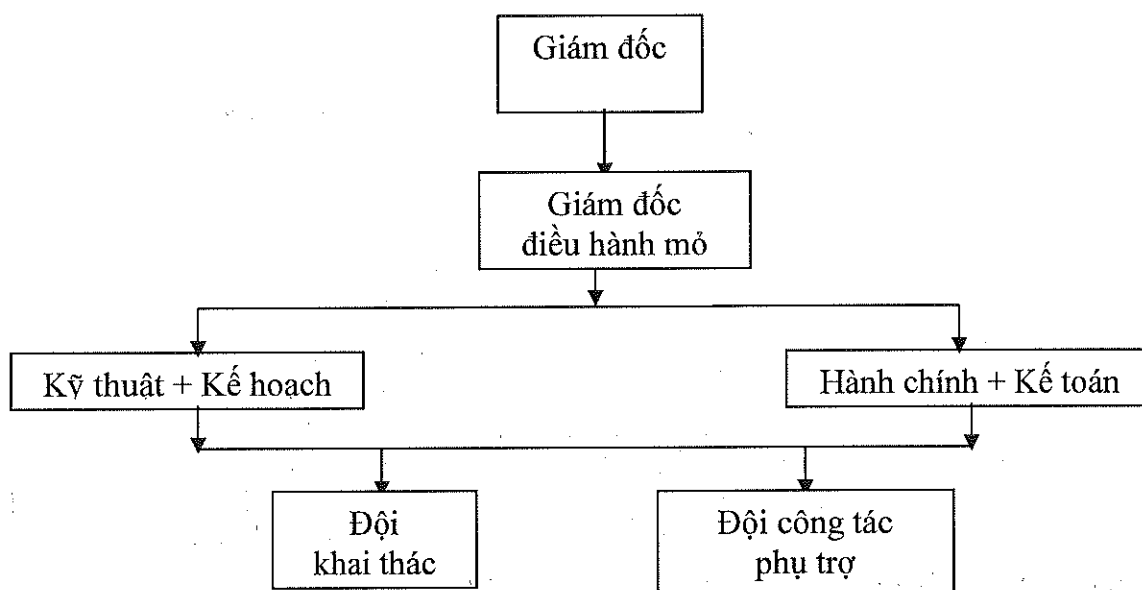 Giám đốc
Giám đốc
điều hành mỏ
Kỹ thuật + Kế hoạch
Hành chính + Kế toán
Đội
khai thác
Đội công tác
phụ trợ